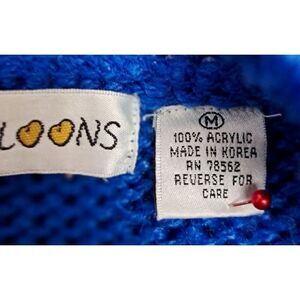 LOONS
M
100% ACRYLIC
MADE IN KOREA
RN 78562
REVERSE FOR
CARE